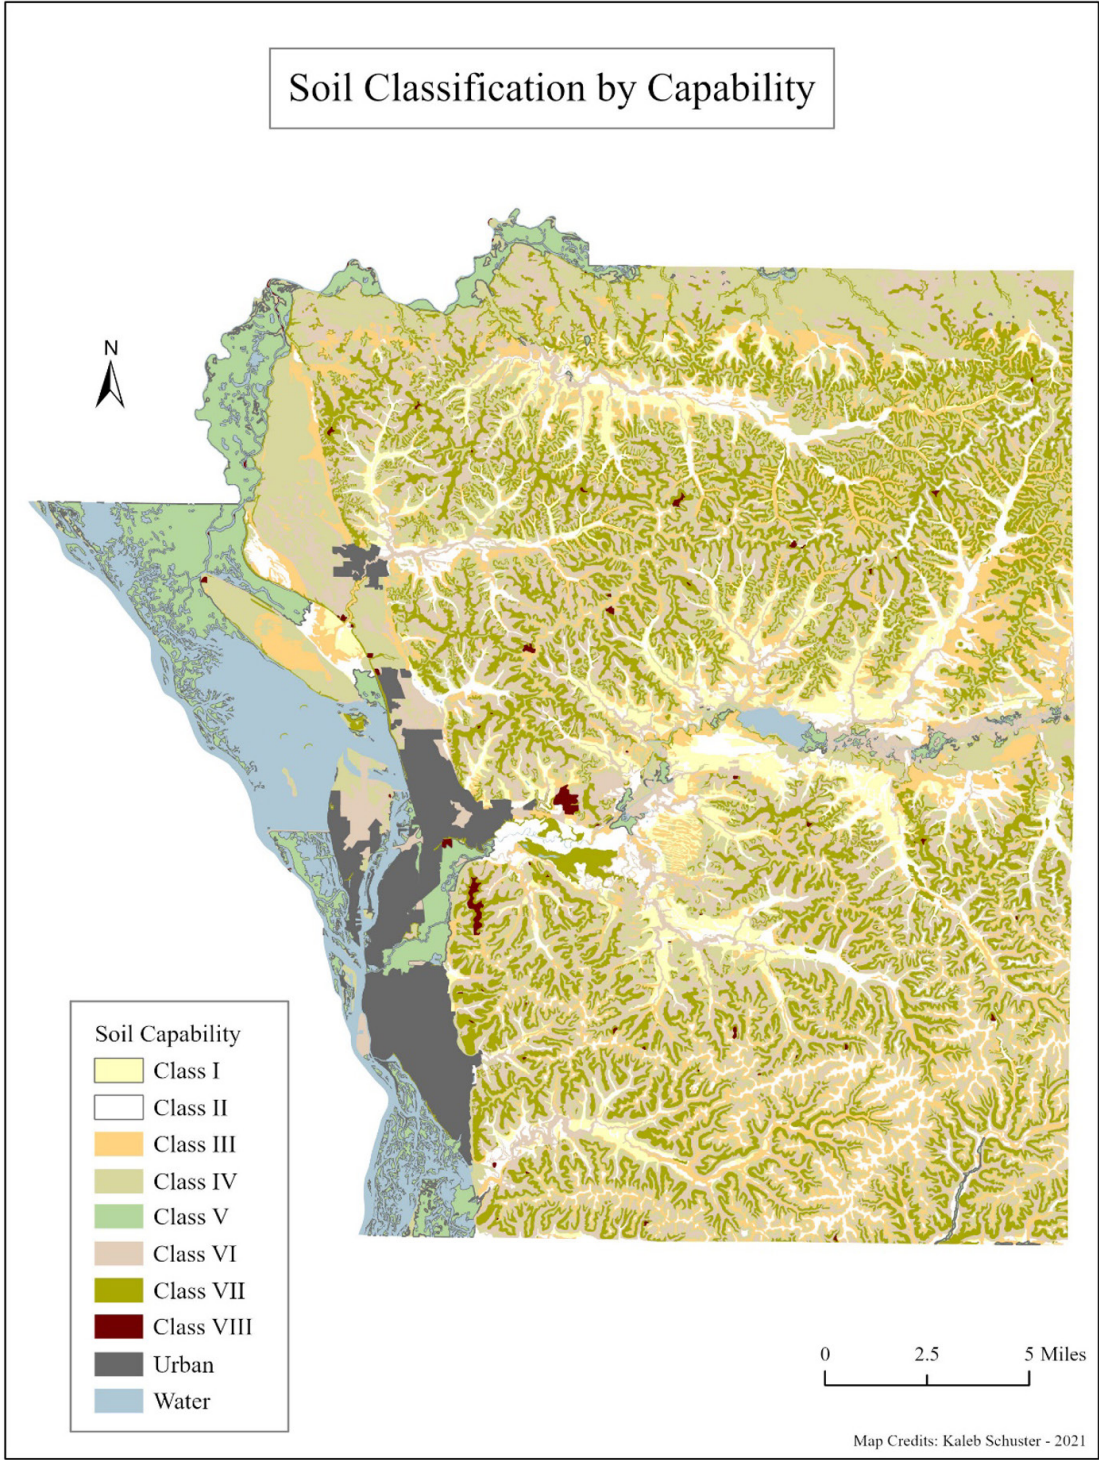 Soil Classification by Capability
N
Soil Capability
Class I
Class II
Class III
Class IV
Class V
Class VI
Class VII
Class VIII
Urban
Water
0 2.5 5 Miles
Map Credits: Kaleb Schuster - 2021